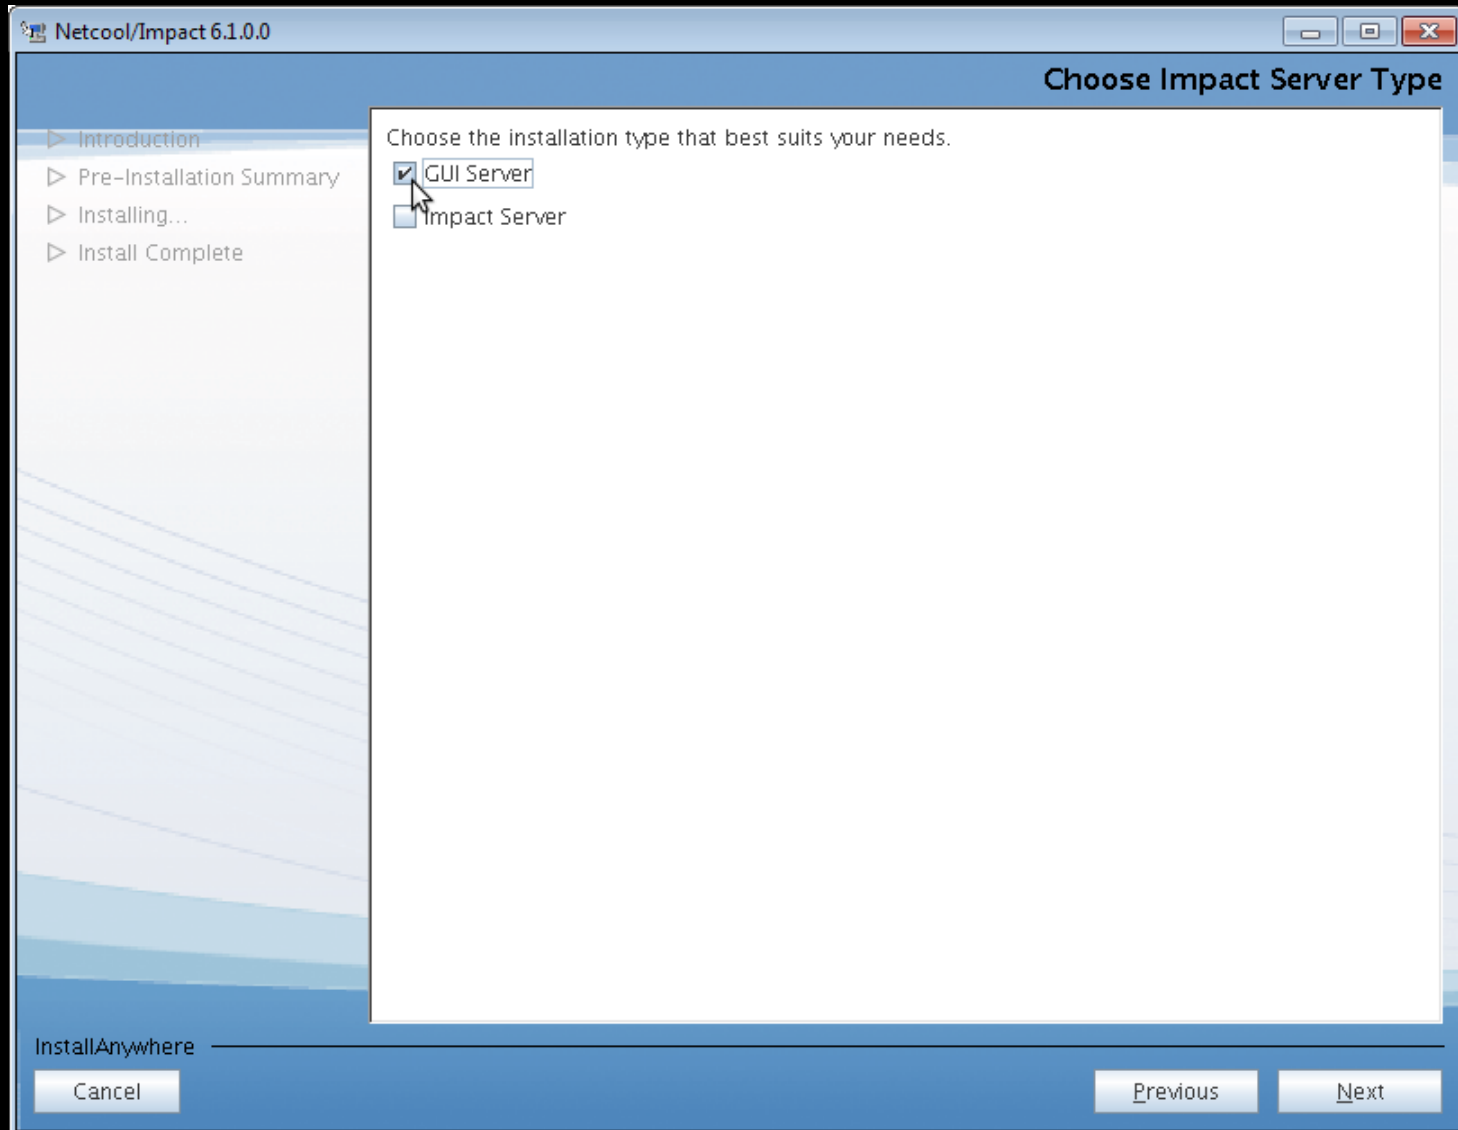 Netcool/Impact 6.1.0.0
Choose Impact Server Type
Introduction
Pre-Installation Summary
Installing...
Install Complete
Choose the installation type that best suits your needs.
GUI Server
Impact Server
InstallAnywhere
Cancel
Previous
Next